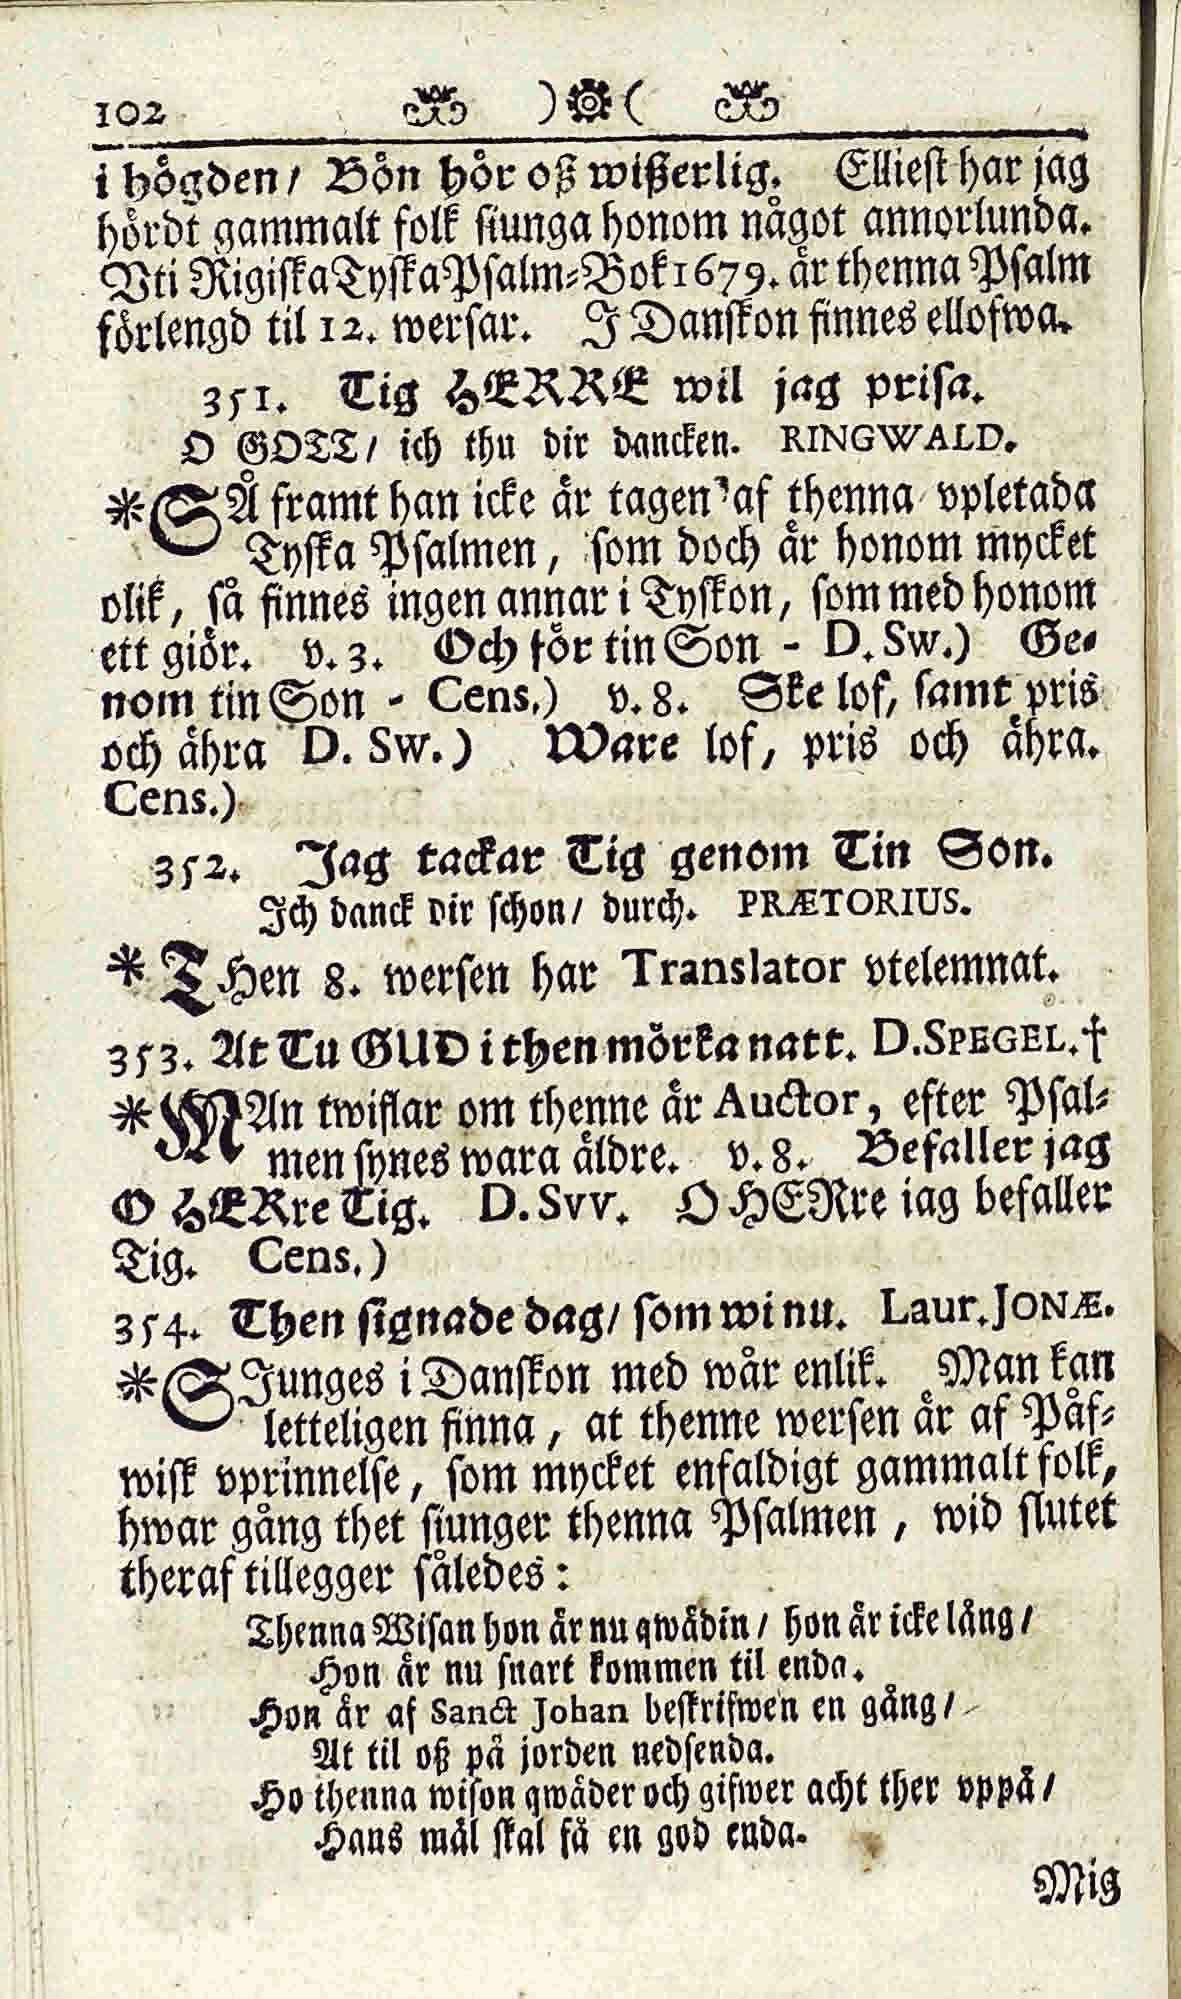 102 )(
i högden/ Bön hör oß wißerlig. Elliest har jag
hördt gammalt folk siunga honom något annorlunda.
Vti Rigiska Tyska Psalm-Bok 1679. är thenna Psalm
förlengd til 12. wersar. J Danskon finnes ellofwa.
351. Tig HERRE wil jag prisa.
O GOTT/ ich thu dir dancken. RINGWALD.
*SÅ framt han icke är tagen af thenna vpletada
Tyska Psalmen, som doch är honom mycket
olik, så finnes ingen annar i Tyskon, som med honom
ett giör. v. 3. Och för tin Son - D. Sw.) Ge-
nom tin Son - Cens.) v. 8. Ske lof, samt pris
och ähra D. Sw.) Ware lof, pris och ähra.
Cens.)
352. Jag tackar Tig genom Tin Son.
Ich danck dir schon/ durch. PRÆTORIUS.
* THen 8. wersen har Translator vtelemnat.
353. At Tu GUD i then mörka natt. D. SPEGEL.†
*MAn twiflar om thenne är Auctor, efter Psal-
men synes wara äldre. v. 8. Befaller jag
O HERre Tig. D. Svv. O HERre iag befaller
Tig. Cens.)
354. Then signade dag/ som wi nu. Laur. JONÆ.
*SJunges i Danskon med wår enlik. Man kan
letteligen finna, at thenne wersen är af Påf-
wisk vprinnelse, som mycket enfaldigt gammalt folk,
hwar gång thet siunger thenna Psalmen, wid slutet
theraf tillegger således:
Thenna Wisan hon är nu qwädin/ hon är icke lång/
Hon är nu snart kommen til enda.
Hon är af Sanct Johan beskrifwen en gång/
At til oß på jorden nedsenda.
Ho thenna wison qwäder och gifwer acht ther vppå/
Hans mål skal få en god enda.
Mig